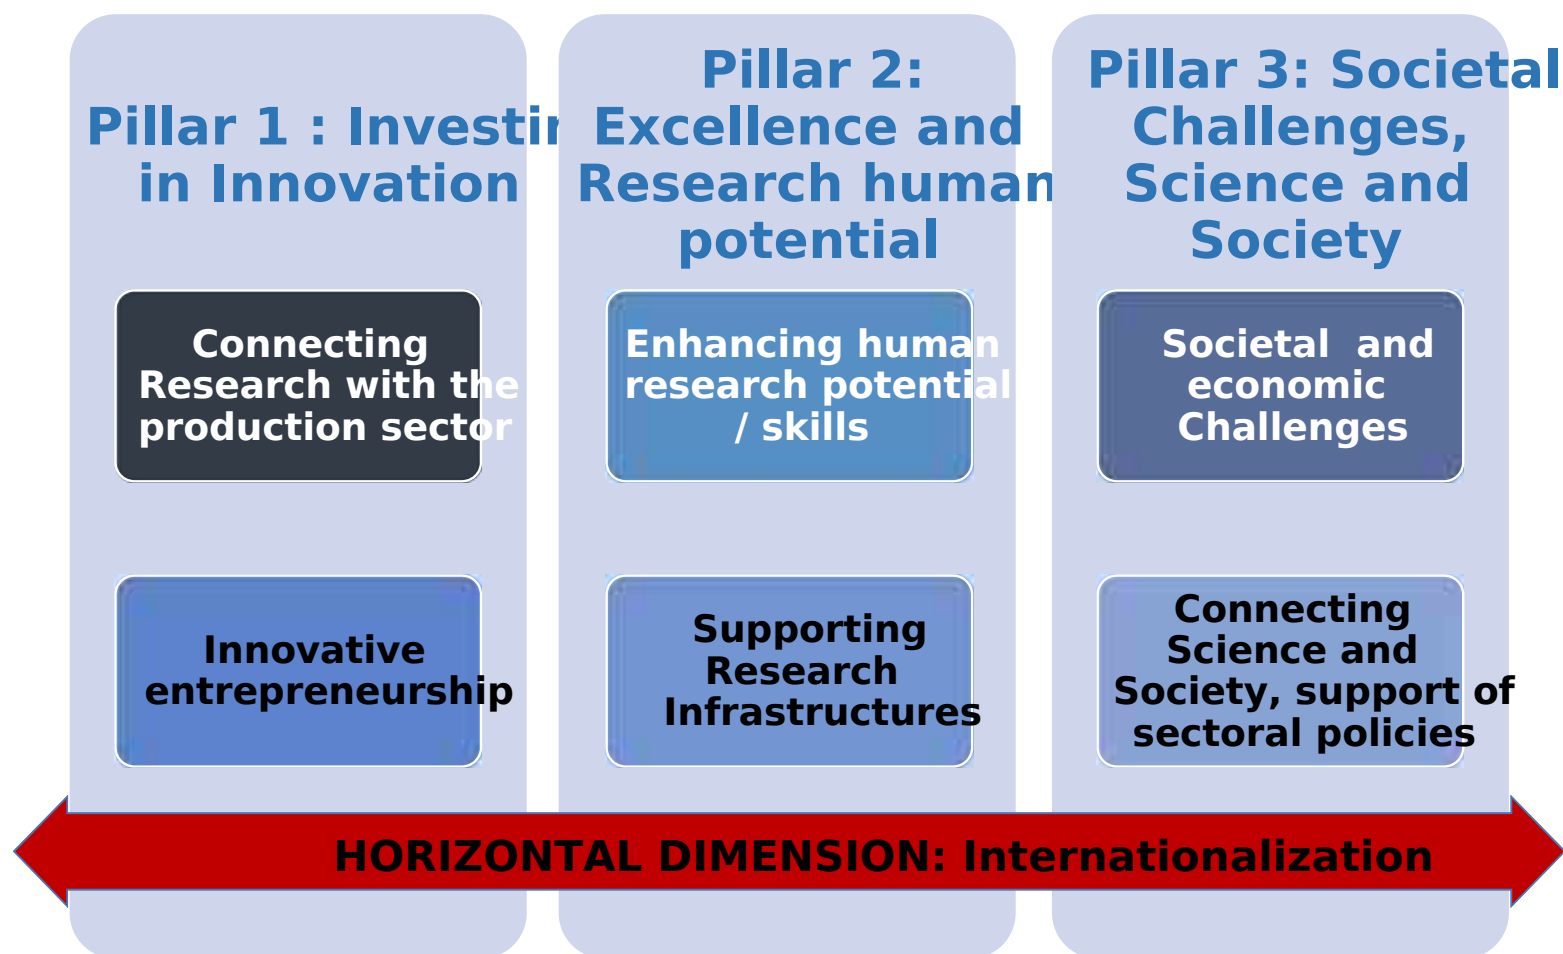 Pillar 1 : Investin
in Innovation
Connecting
Research with the
production sector
Innovative
entrepreneurship
Pillar 2:
Excellence and
Research human
potential
Enhancing human
research potential
/ skills
Supporting
Research
Infrastructures
Pillar 3: Societal
Challenges,
Science and
Society
Societal and
economic
Challenges
Connecting
Science and
Society, support of
sectoral policies
HORIZONTAL DIMENSION: Internationalization